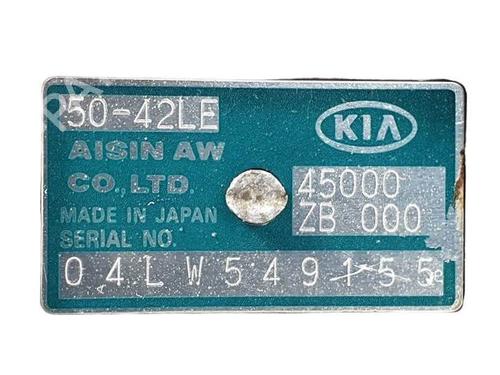 50-42LE
KIA
AISIN AW
CO.,LTD.
45000
MADE IN JAPAN
ZB 000
SERIAL NO.
04LW549155